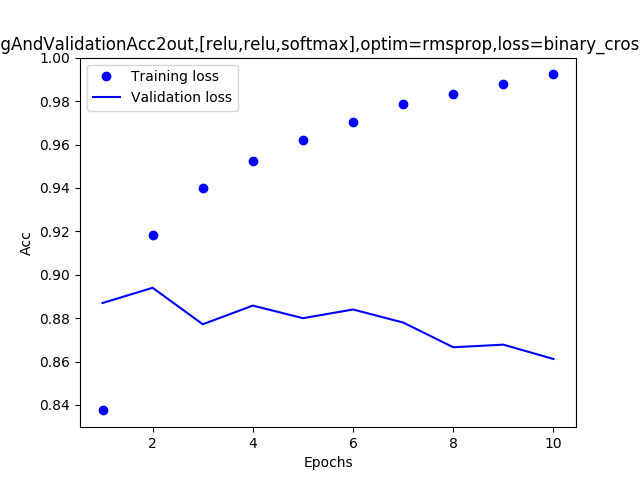 gAndValidationAcc2out,[relu,relu,softmax],optim=rmsprop,loss=binary_cros
1.00
Training loss
Validation loss
0.98
0.96
0.94
0.92
0.90
Acc
0.88
0.86
0.84
2 4 6 8 10
Epochs